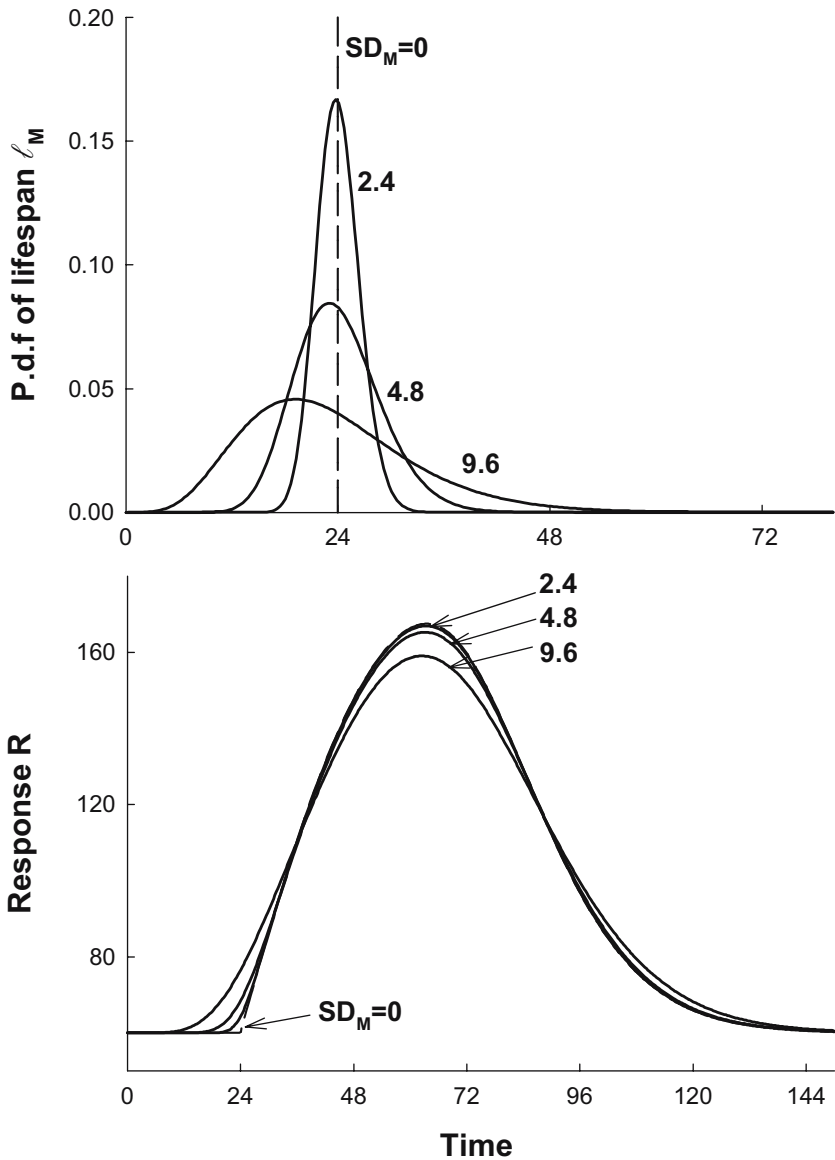 0.20
SD_M=0
0.15
2.4
0.10
4.8
0.05
9.6
0.00
0 24 48 72
P.d.f of lifespan ℓ_M
2.4
4.8
9.6
160
120
80
SD_M=0
0 24 48 72 96 120 144
Response R
Time